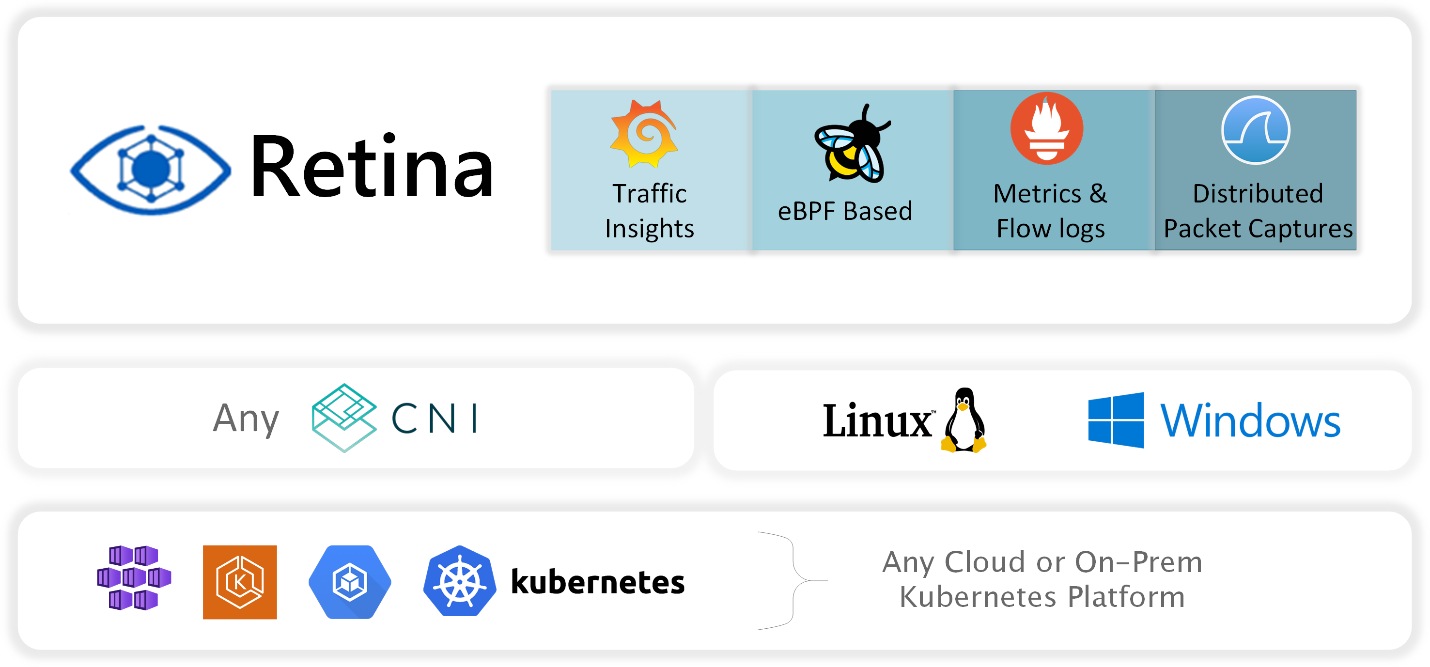 Retina
Traffic
Insights
eBPF Based
Metrics &
Flow logs
Distributed
Packet Captures
Any
CNI
Linux™
Windows
K
kubernetes
Any Cloud or On-Prem
Kubernetes Platform